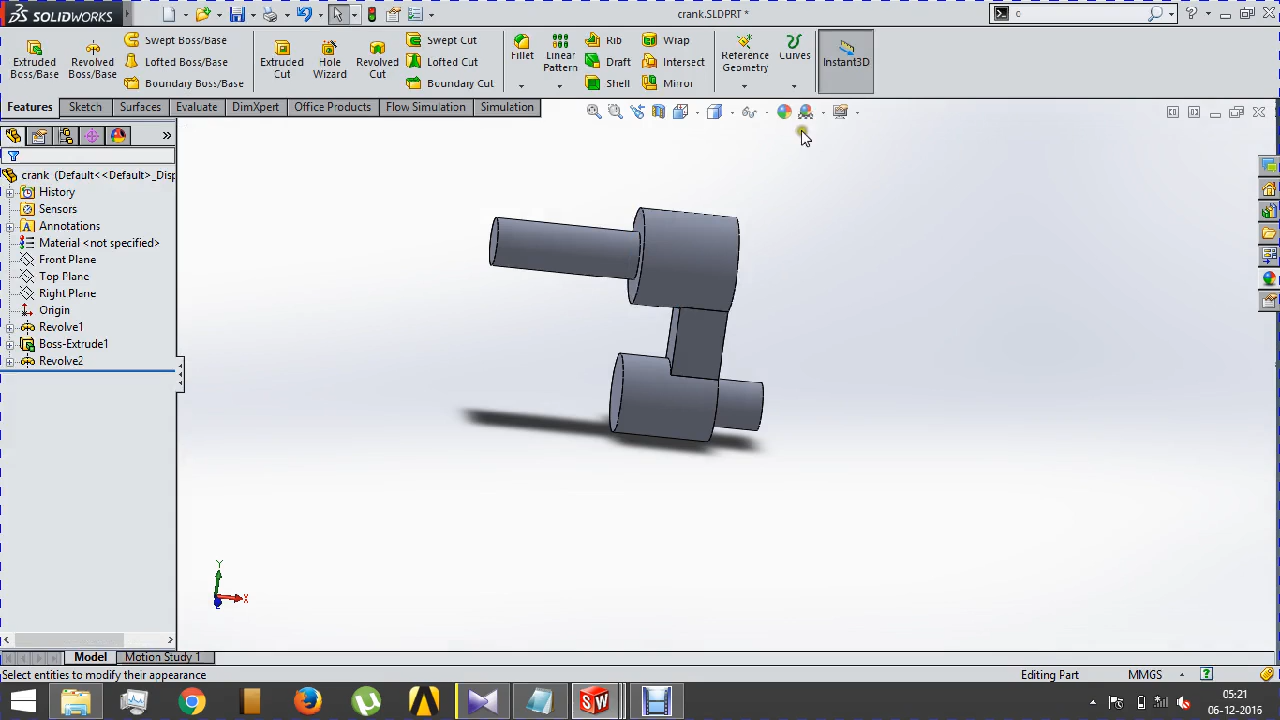 SOLIDWORKS
crank.SLDPRT *
c
Extruded Boss/Base
Revolved Boss/Base
Swept Boss/Base
Lofted Boss/Base
Boundary Boss/Base
Extruded Cut
Hole Wizard
Revolved Cut
Swept Cut
Lofted Cut
Boundary Cut
Fillet
Linear Pattern
Rib
Draft
Shell
Wrap
Intersect
Mirror
Reference Geometry
Curves
Instant3D
Features
Sketch
Surfaces
Evaluate
DimXpert
Office Products
Flow Simulation
Simulation
crank (Default<<Default>_Disp
History
Sensors
Annotations
Material <not specified>
Front Plane
Top Plane
Right Plane
Origin
Revolve1
Boss-Extrude1
Revolve2
Y
X
Z
Model
Motion Study 1
Select entities to modify their appearance
Editing Part
MMGS
05:21
06-12-2016